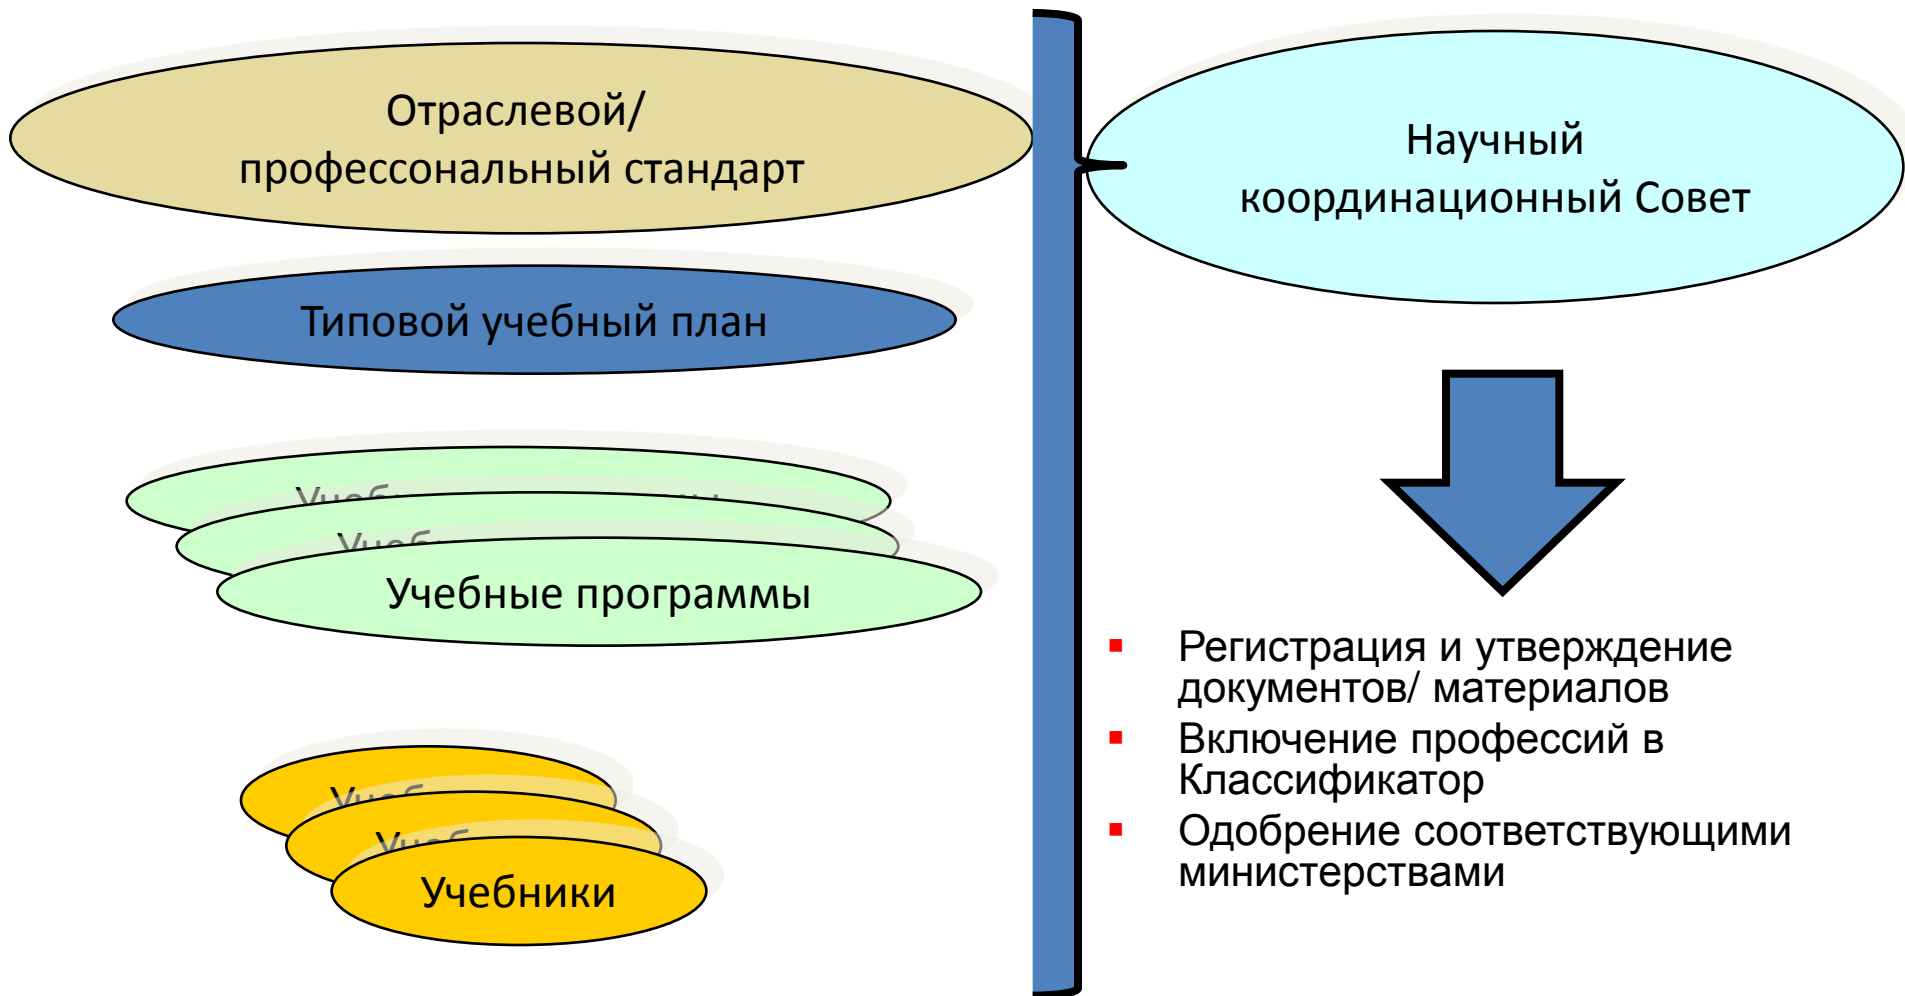 Отраслевой/
профессональный стандарт
Типовой учебный план
Учебные программы
Учебники
Научный
координационный Совет
Регистрация и утверждение
документов/ материалов
Включение профессий в
Классификатор
Одобрение соответствующими
министерствами